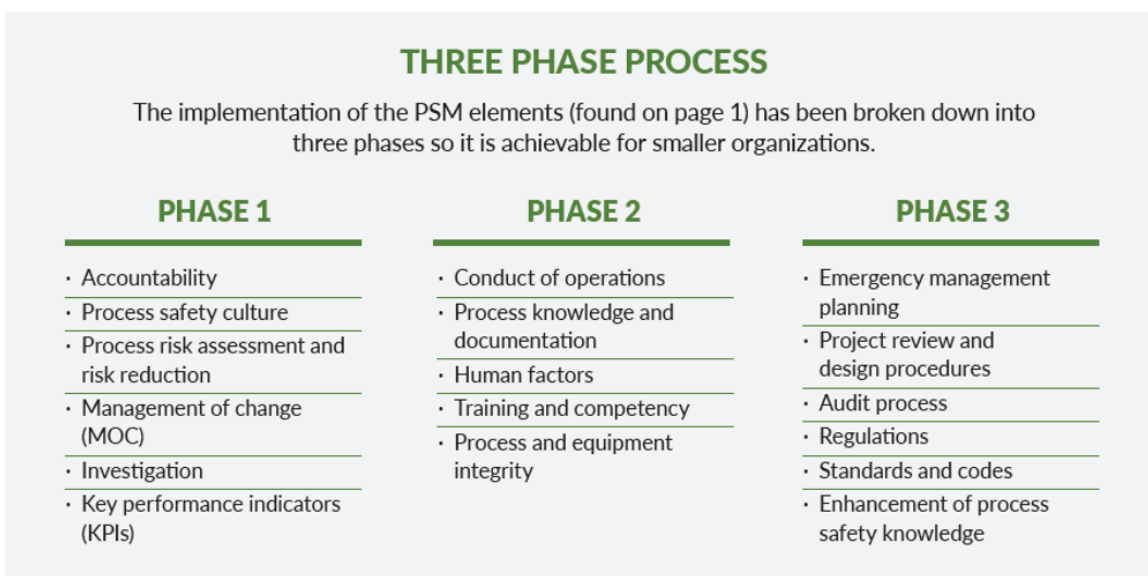 THREE PHASE PROCESS
The implementation of the PSM elements (found on page 1) has been broken down into
three phases so it is achievable for smaller organizations.
PHASE 1
· Accountability
· Process safety culture
· Process risk assessment and
risk reduction
· Management of change
(MOC)
· Investigation
· Key performance indicators
(KPIs)
PHASE 2
· Conduct of operations
· Process knowledge and
documentation
· Human factors
· Training and competency
· Process and equipment
integrity
PHASE 3
· Emergency management
planning
· Project review and
design procedures
· Audit process
· Regulations
· Standards and codes
· Enhancement of process
safety knowledge